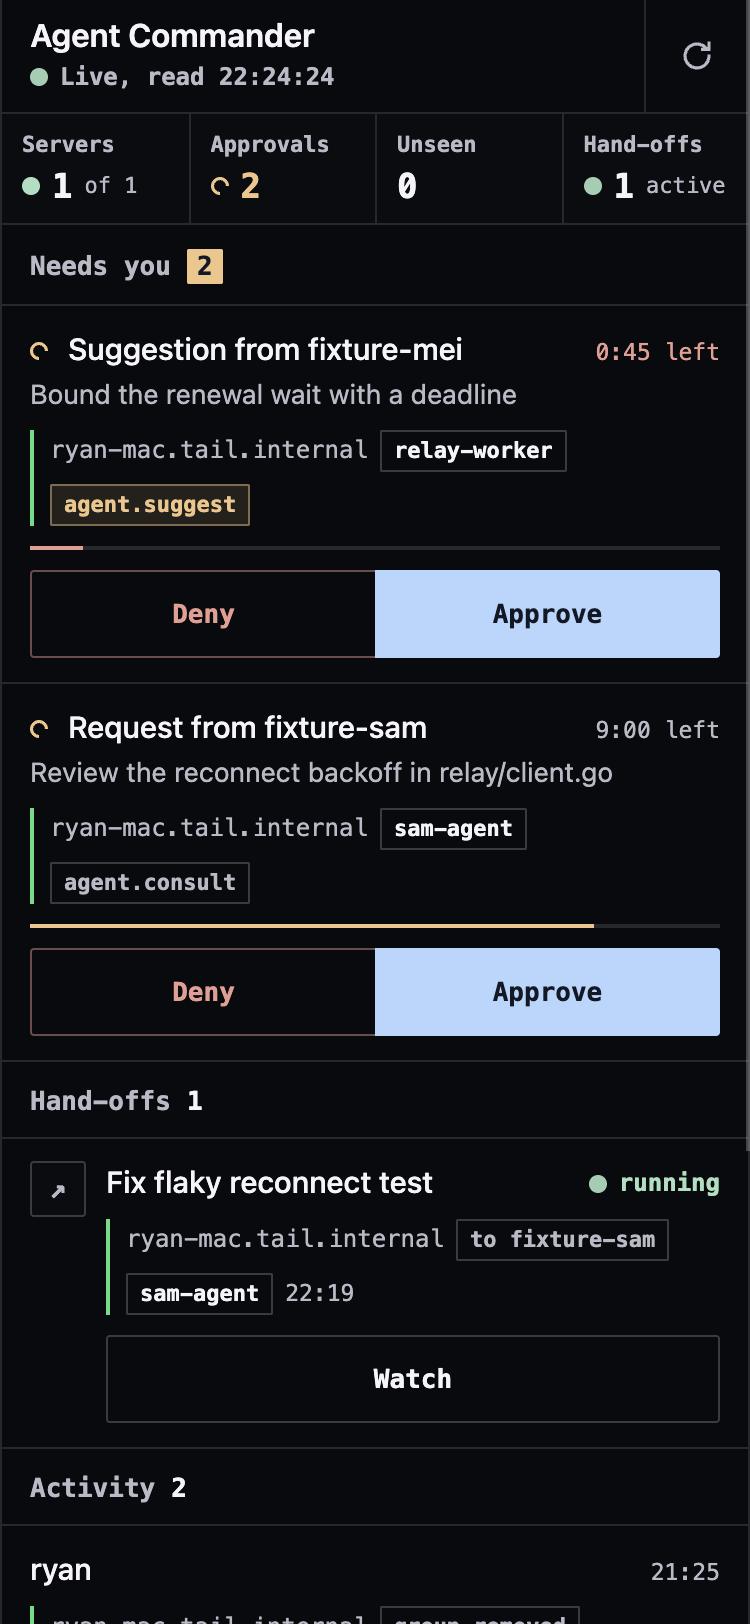 Agent Commander
Live, read 22:24:24
Servers
1 of 1
Approvals
2
Unseen
0
Hand-offs
1 active
Needs you 2
Suggestion from fixture-mei 0:45 left
Bound the renewal wait with a deadline
ryan-mac.tail.internal relay-worker
agent.suggest
Deny Approve
Request from fixture-sam 9:00 left
Review the reconnect backoff in relay/client.go
ryan-mac.tail.internal sam-agent
agent.consult
Deny Approve
Hand-offs 1
Fix flaky reconnect test running
ryan-mac.tail.internal to fixture-sam
sam-agent 22:19
Watch
Activity 2
ryan 21:25
ryan-mac.tail.internal